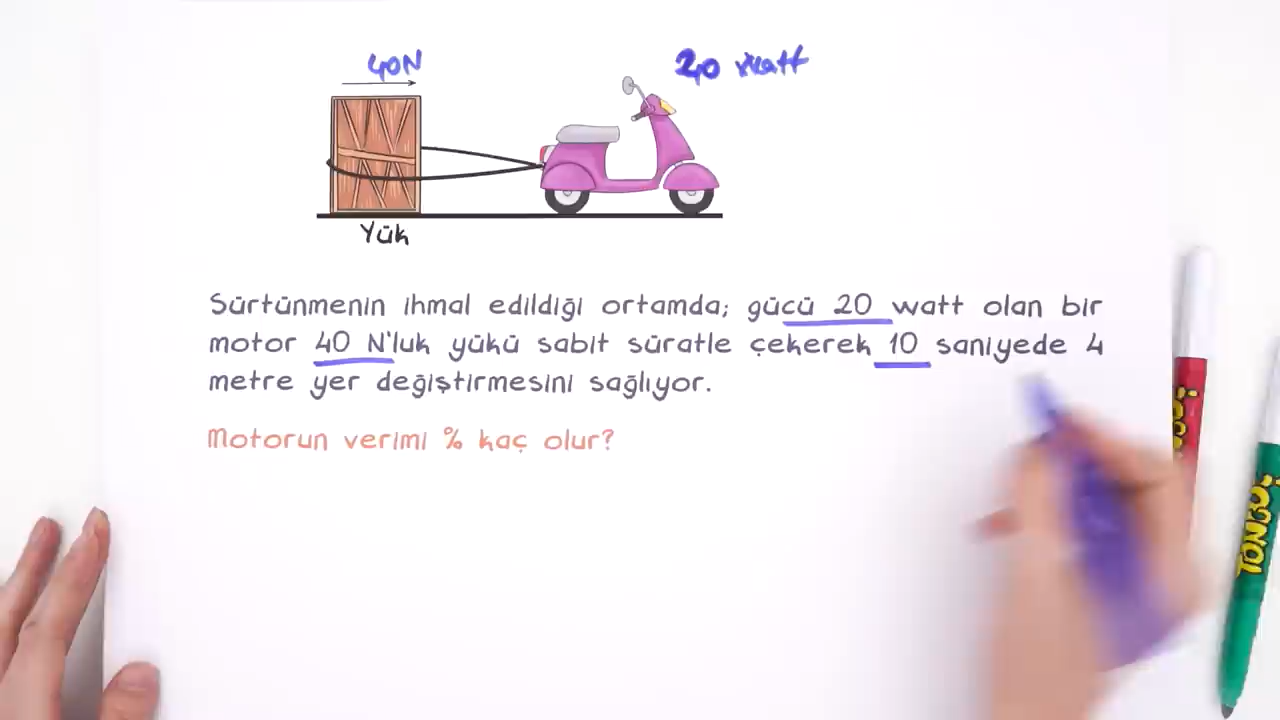 40N
20 Watt
Yük
Sürtünmenin ihmal edildiği ortamda; gücü 20 watt olan bir
motor 40 N'luk yükü sabit süratle çekerek 10 saniyede 4
metre yer değiştirmesini sağlıyor.
Motorun verimi % kaç olur?
TONGUÇ